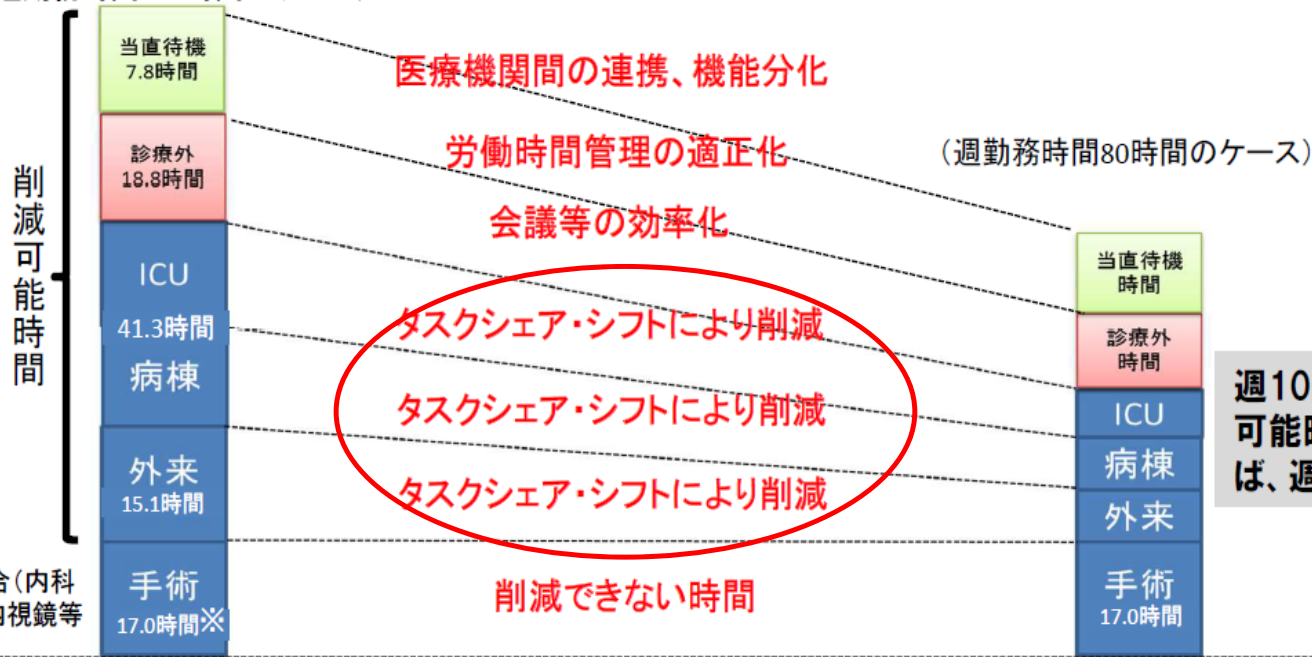 当直待機
7.8時間
診療外
18.8時間
ICU
41.3時間
病棟
外来
15.1時間
手術
17.0時間※
削減可能時間
合(内科
内視鏡等
医療機関間の連携、機能分化
労働時間管理の適正化
会議等の効率化
タスクシェア・シフトにより削減
タスクシェア・シフトにより削減
タスクシェア・シフトにより削減
削減できない時間
(週勤務時間80時間のケース)
当直待機
時間
診療外
時間
ICU
病棟
外来
手術
17.0時間
週10
可能
ば、週